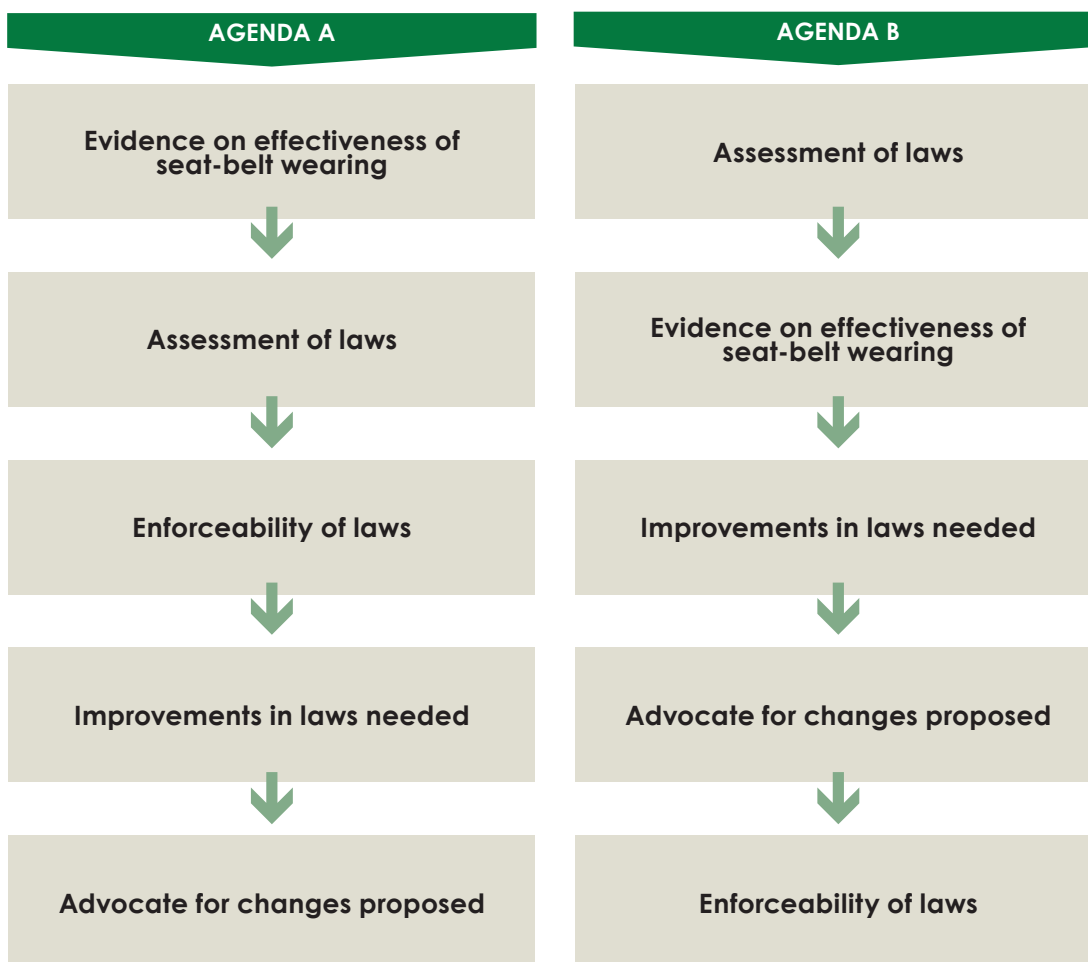 AGENDA A
Evidence on effectiveness of
seat-belt wearing
Assessment of laws
Enforceability of laws
Improvements in laws needed
Advocate for changes proposed
AGENDA B
Assessment of laws
Evidence on effectiveness of
seat-belt wearing
Improvements in laws needed
Advocate for changes proposed
Enforceability of laws